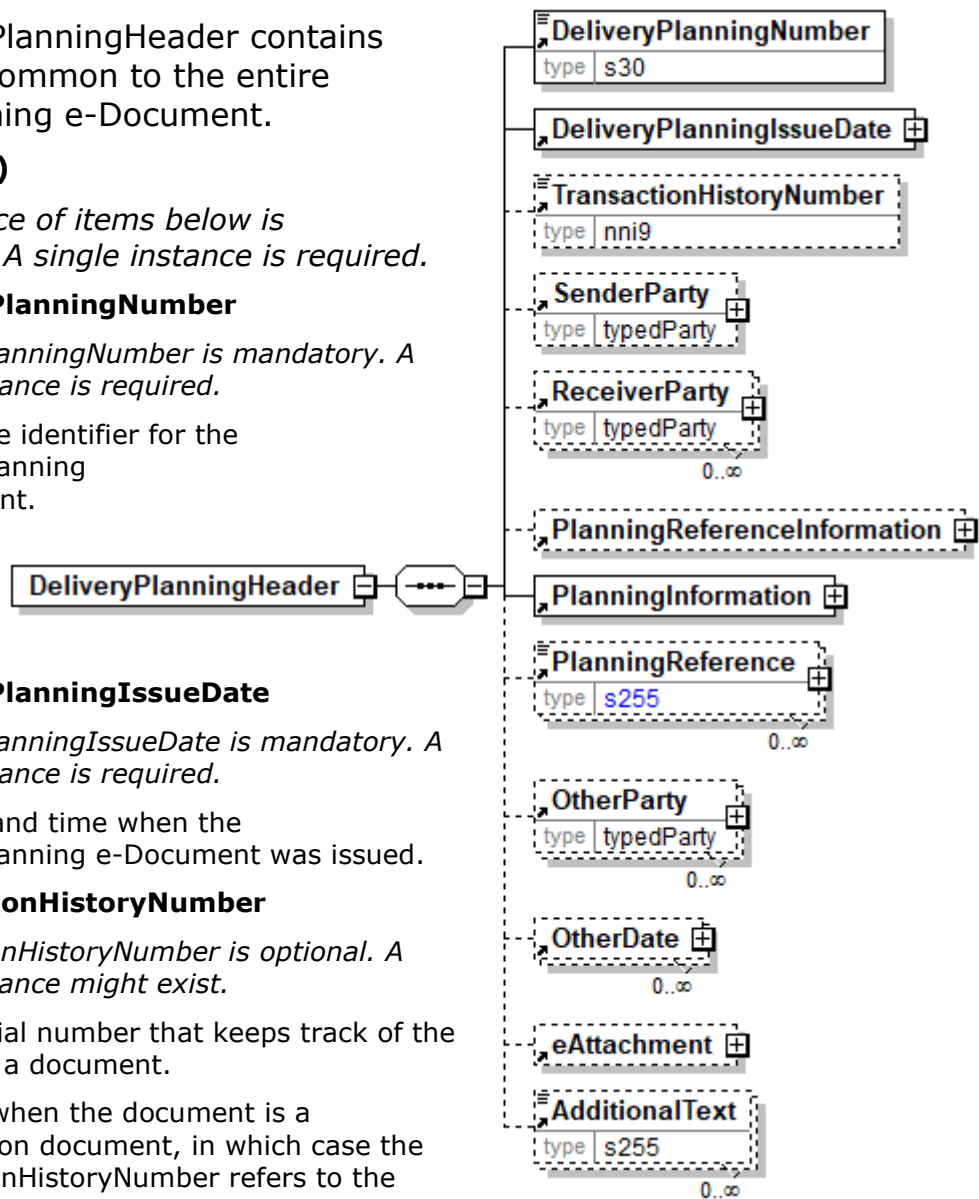 PlanningHeader contains
ommon to the entire
ing e-Document.
)
ce of items below is
A single instance is required.
PlanningNumber
anningNumber is mandatory. A
ance is required.
e identifier for the
anning
nt.
PlanningIssueDate
anningIssueDate is mandatory. A
ance is required.
and time when the
anning e-Document was issued.
onHistoryNumber
nHistoryNumber is optional. A
ance might exist.
ial number that keeps track of the
a document.
when the document is a
on document, in which case the
nHistoryNumber refers to the
DeliveryPlanningHeader
DeliveryPlanningNumber
type s30
DeliveryPlanningIssueDate
TransactionHistoryNumber
type nni9
SenderParty
type typedParty
ReceiverParty
type typedParty
0..∞
PlanningReferenceInformation
PlanningInformation
PlanningReference
type s255
0..∞
OtherParty
type typedParty
0..∞
OtherDate
0..∞
eAttachment
AdditionalText
type s255
0..∞